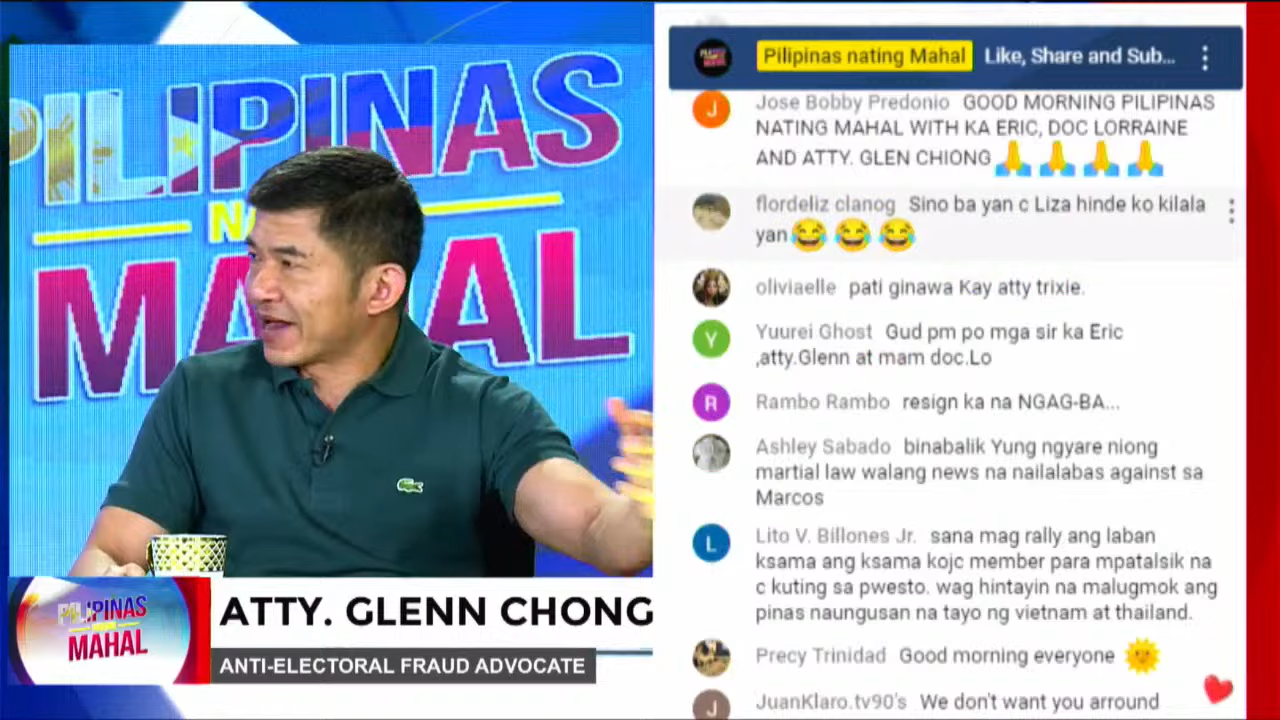 PILIPINAS
NA
MAHAL
PILIPINAS
MAHAL
ATTY. GLENN CHONG
ANTI-ELECTORAL FRAUD ADVOCATE
Pilipinas nating Mahal Like, Share and Sub...
J Jose Bobby Predonio GOOD MORNING PILIPINAS
NATING MAHAL WITH KA ERIC, DOC LORRAINE
AND ATTY. GLEN CHIONG 🙏 🙏 🙏 🙏
flordeliz clanog Sino ba yan c Liza hinde ko kilala
yan😂 😂 😂
oliviaelle pati ginawa Kay atty trixie.
Y Yuurei Ghost Gud pm po mga sir ka Eric
,atty.Glenn at mam doc.Lo
R Rambo Rambo resign ka na NGAG-BA...
Ashley Sabado binabalik Yung ngyare niong
martial law walang news na nailalabas against sa
Marcos
L Lito V. Billones Jr. sana mag rally ang laban
ksama ang ksama kojc member para mpatalsik na
c kuting sa pwesto. wag hintayin na malugmok ang
pinas naungusan na tayo ng vietnam at thailand.
Precy Trinidad Good morning everyone 🌞
J JuanKlaro.tv90's We don't want you arround